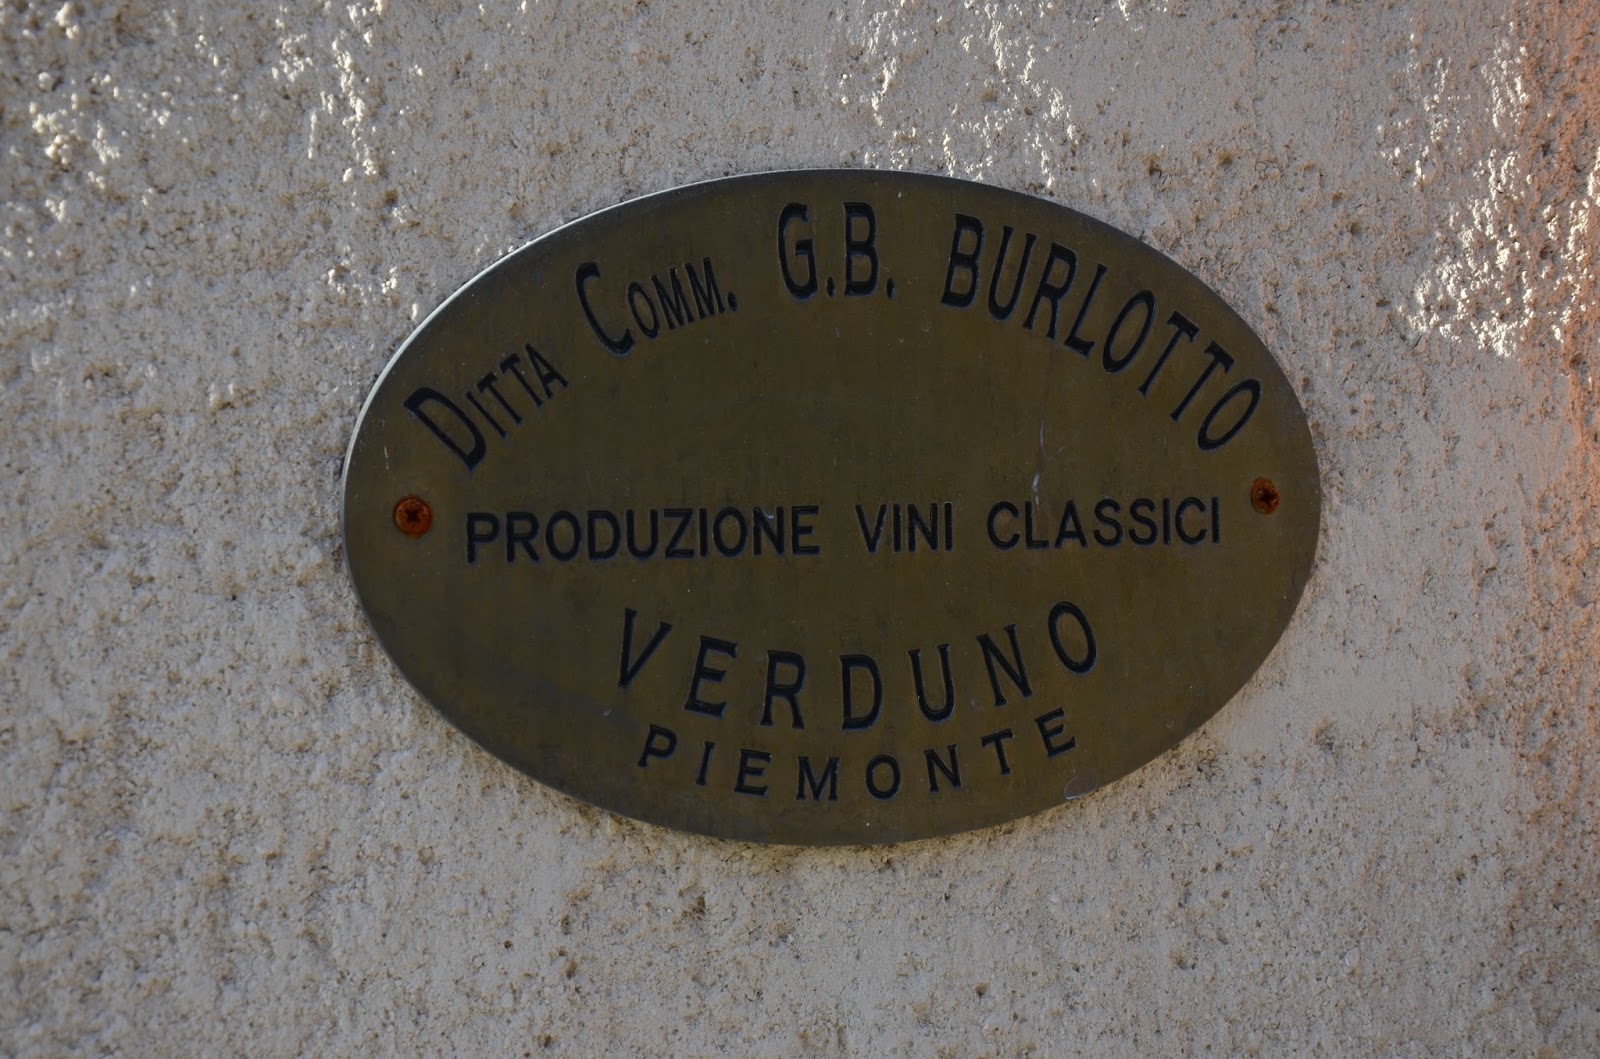 Ditta Comm. G.B. BURLOTTO
PRODUZIONE VINI CLASSICI
VERDUNO
PIEMONTE